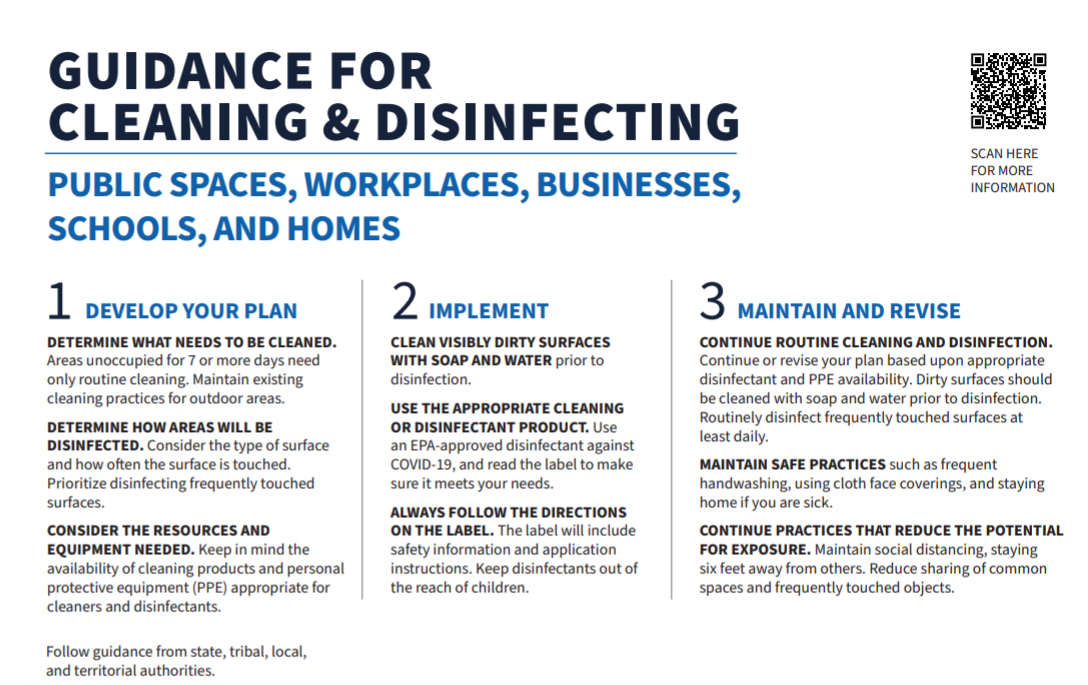 GUIDANCE FOR
CLEANING & DISINFECTING
PUBLIC SPACES, WORKPLACES, BUSINESSES,
SCHOOLS, AND HOMES
SCAN HERE
FOR MORE
INFORMATION
1 DEVELOP YOUR PLAN
DETERMINE WHAT NEEDS TO BE CLEANED.
Areas unoccupied for 7 or more days need
only routine cleaning. Maintain existing
cleaning practices for outdoor areas.
DETERMINE HOW AREAS WILL BE
DISINFECTED. Consider the type of surface
and how often the surface is touched.
Prioritize disinfecting frequently touched
surfaces.
CONSIDER THE RESOURCES AND
EQUIPMENT NEEDED. Keep in mind the
availability of cleaning products and personal
protective equipment (PPE) appropriate for
cleaners and disinfectants.
2 IMPLEMENT
CLEAN VISIBLY DIRTY SURFACES
WITH SOAP AND WATER prior to
disinfection.
USE THE APPROPRIATE CLEANING
OR DISINFECTANT PRODUCT. Use
an EPA-approved disinfectant against
COVID-19, and read the label to make
sure it meets your needs.
ALWAYS FOLLOW THE DIRECTIONS
ON THE LABEL. The label will include
safety information and application
instructions. Keep disinfectants out of
the reach of children.
3 MAINTAIN AND REVISE
CONTINUE ROUTINE CLEANING AND DISINFECTION.
Continue or revise your plan based upon appropriate
disinfectant and PPE availability. Dirty surfaces should
be cleaned with soap and water prior to disinfection.
Routinely disinfect frequently touched surfaces at
least daily.
MAINTAIN SAFE PRACTICES such as frequent
handwashing, using cloth face coverings, and staying
home if you are sick.
CONTINUE PRACTICES THAT REDUCE THE POTENTIAL
FOR EXPOSURE. Maintain social distancing, staying
six feet away from others. Reduce sharing of common
spaces and frequently touched objects.
Follow guidance from state, tribal, local,
and territorial authorities.